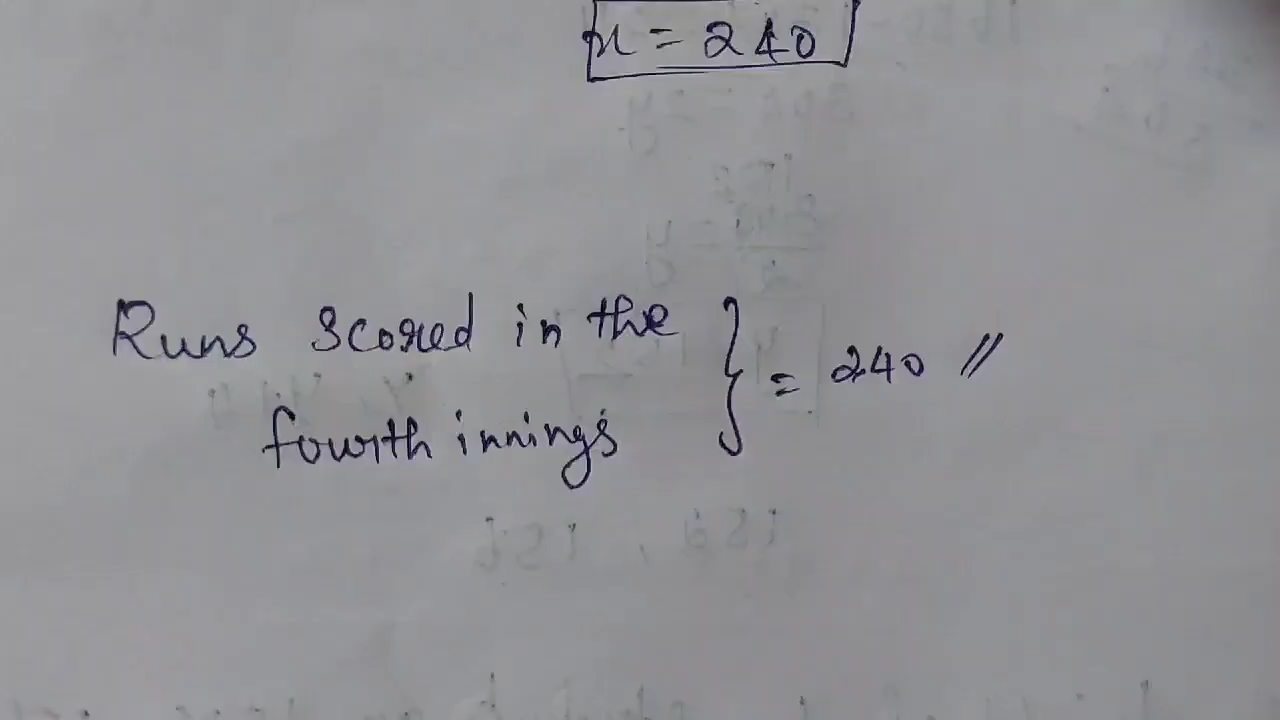 x = 240
Runs scored in the
fourth innings } = 240 //